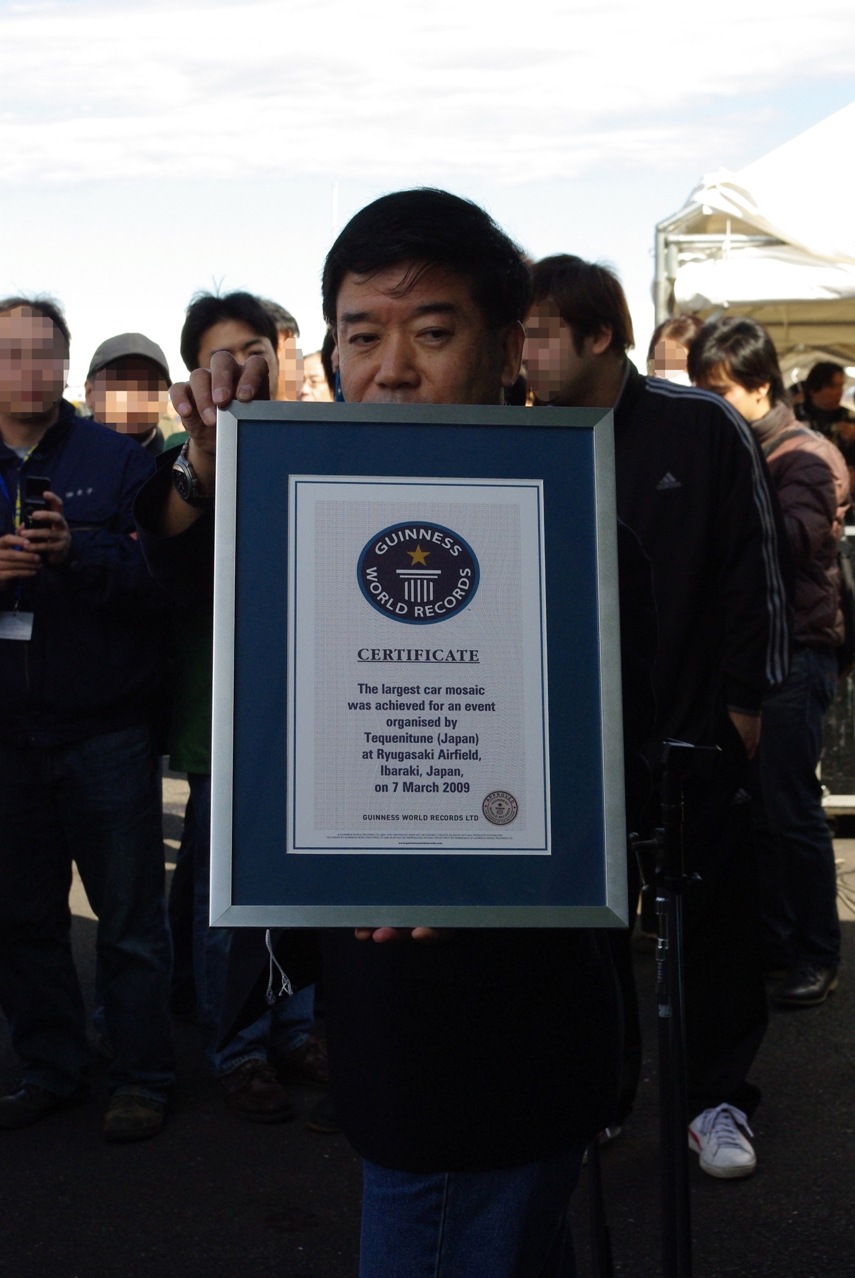 GUINNESS
WORLD RECORDS
CERTIFICATE
The largest car mosaic
was achieved for an event
organised by
Tequenitune (Japan)
at Ryugasaki Airfield,
Ibaraki, Japan,
on 7 March 2009
GUINNESS WORLD RECORDS LTD
adidas